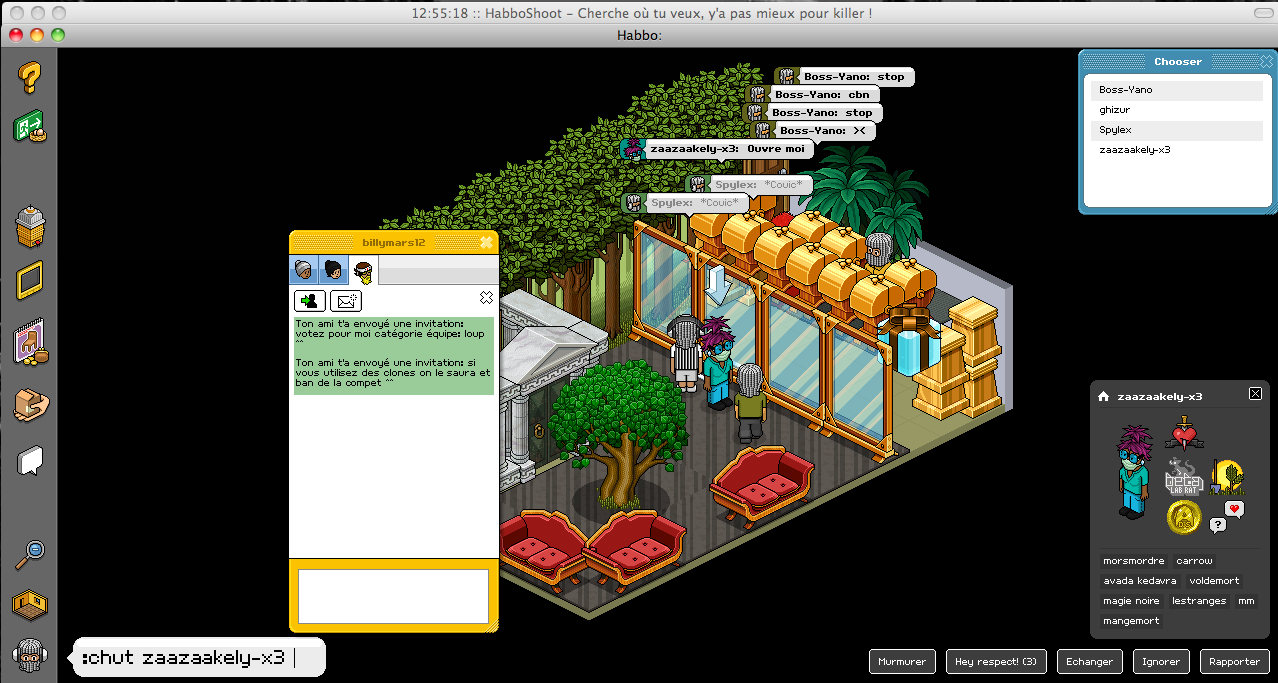 12:55:18 :: HabboShoot - Cherche où tu veux, y'a pas mieux pour killer !
Habbo:
Chooser
Boss-Yano
ghizur
Spylex
zaazaakely-x3
Boss-Yano: stop
Boss-Yano: cbn
Boss-Yano: stop
Boss-Yano: ><
zaazaakely-x3: Ouvre moi
Spylex: *Couic*
Spylex: *Couic*
billymars12
Ton ami t'a envoyé une invitation:
votez pour moi catégorie équipe: loup
^^
Ton ami t'a envoyé une invitation: si
vous utilisez des clones on le saura et
ban de la compet ^^
zaazaakely-x3
BETA
LAB RAT
morsmordre carrow
avada kedavra voldemort
magie noire lestranges mm
mangemort
:chut zaazaakely-x3
Murmurer Hey respect! (3) Echanger Ignorer Rapporter